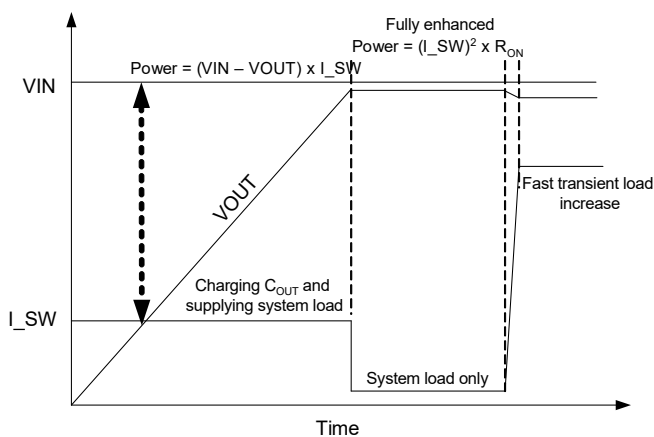 Fully enhanced
Power = (I_SW)² x R_ON
Power = (VIN – VOUT) x I_SW
VIN
VOUT
Fast transient load
increase
Charging C_OUT and
supplying system load
I_SW
System load only
Time